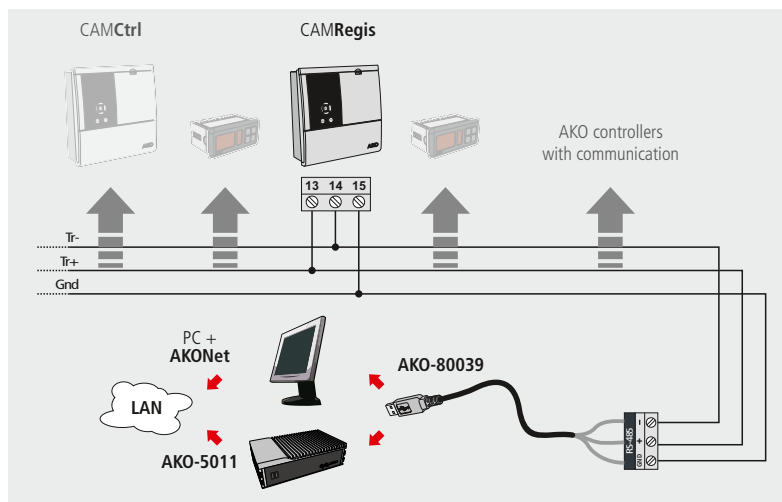 CAMCtrl
CAMRegis
AKO
AKO controllers
with communication
13 14 15
Tr-
Tr+
Gnd
PC +
AKONet
AKO-80039
LAN
AKO-5011
RS-485
-
+
GND